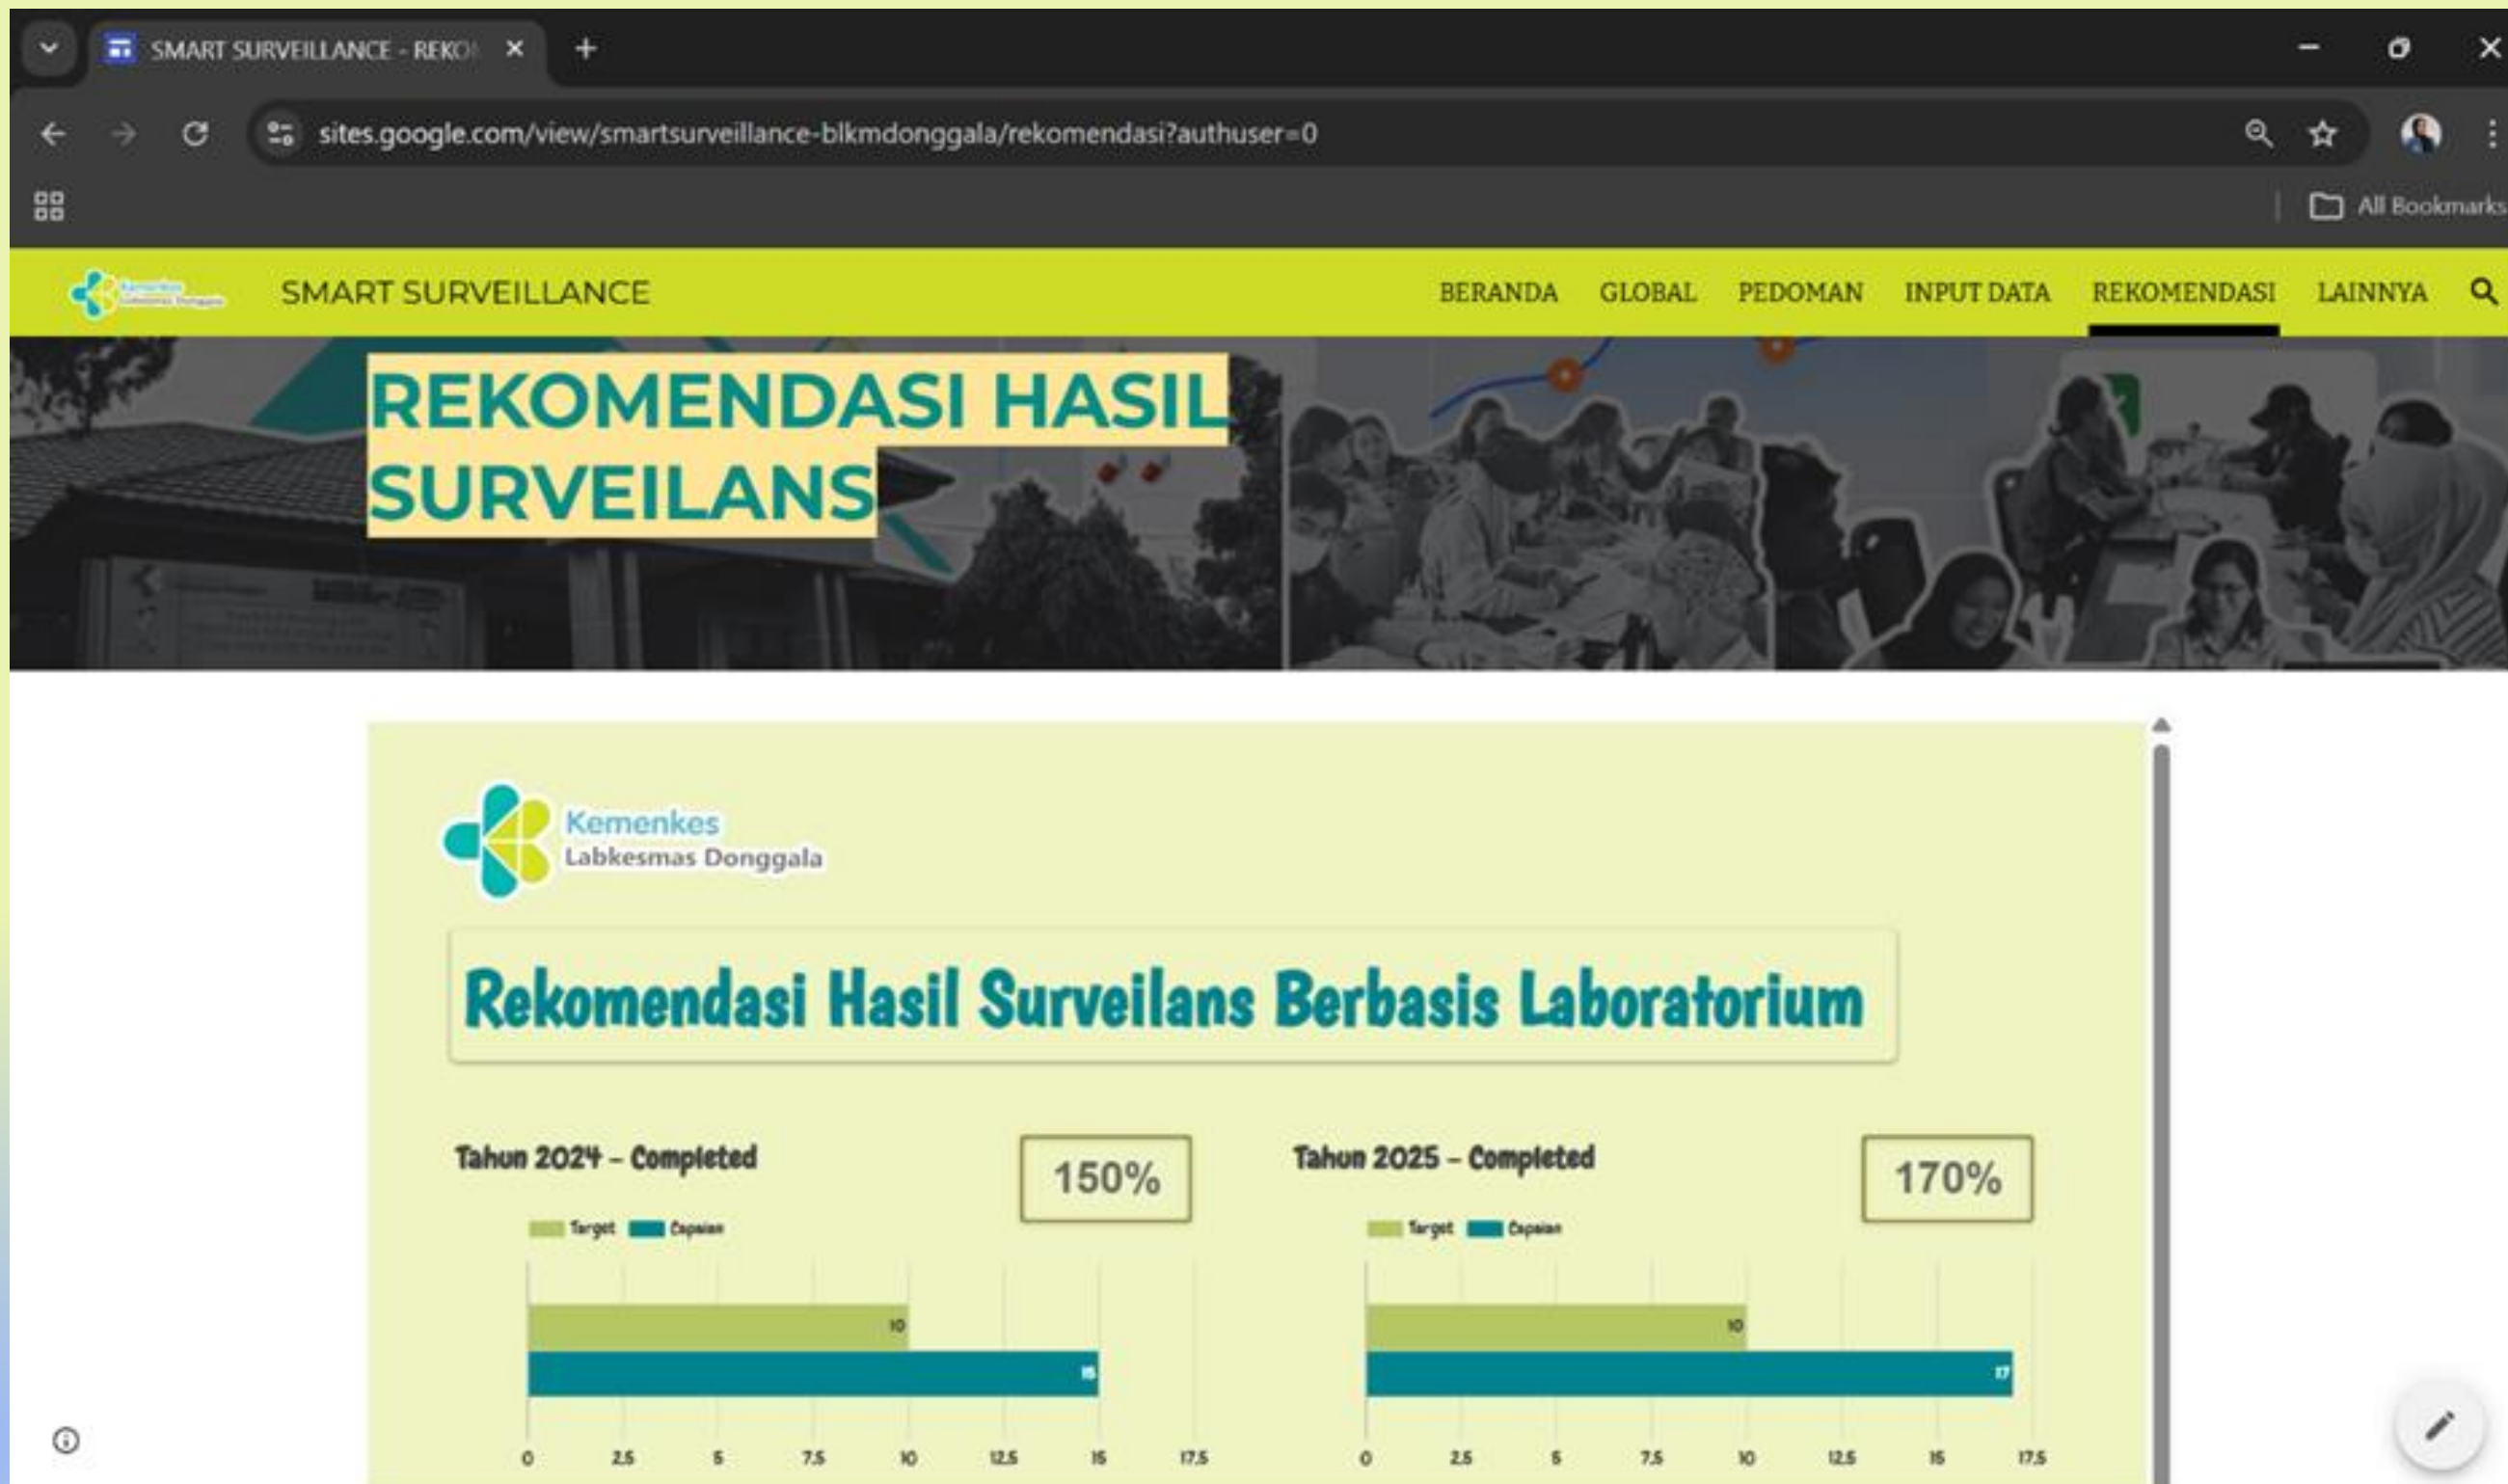 SMART SURVEILLANCE - REKO
sites.google.com/view/smartsurveillance-blkmdonggala/rekomendasi?authuser=0
All Bookmarks
Kemenkes
Labkesmas Donggala
SMART SURVEILLANCE
BERANDA GLOBAL PEDOMAN INPUT DATA REKOMENDASI LAINNYA
REKOMENDASI HASIL
SURVEILANS
Kemenkes
Labkesmas Donggala
Rekomendasi Hasil Surveilans Berbasis Laboratorium
Tahun 2024 – Completed
150%
Target Capaian
10
15
0 2.5 5 7.5 10 12.5 15 17.5
Tahun 2025 – Completed
170%
Target Capaian
10
17
0 2.5 5 7.5 10 12.5 15 17.5